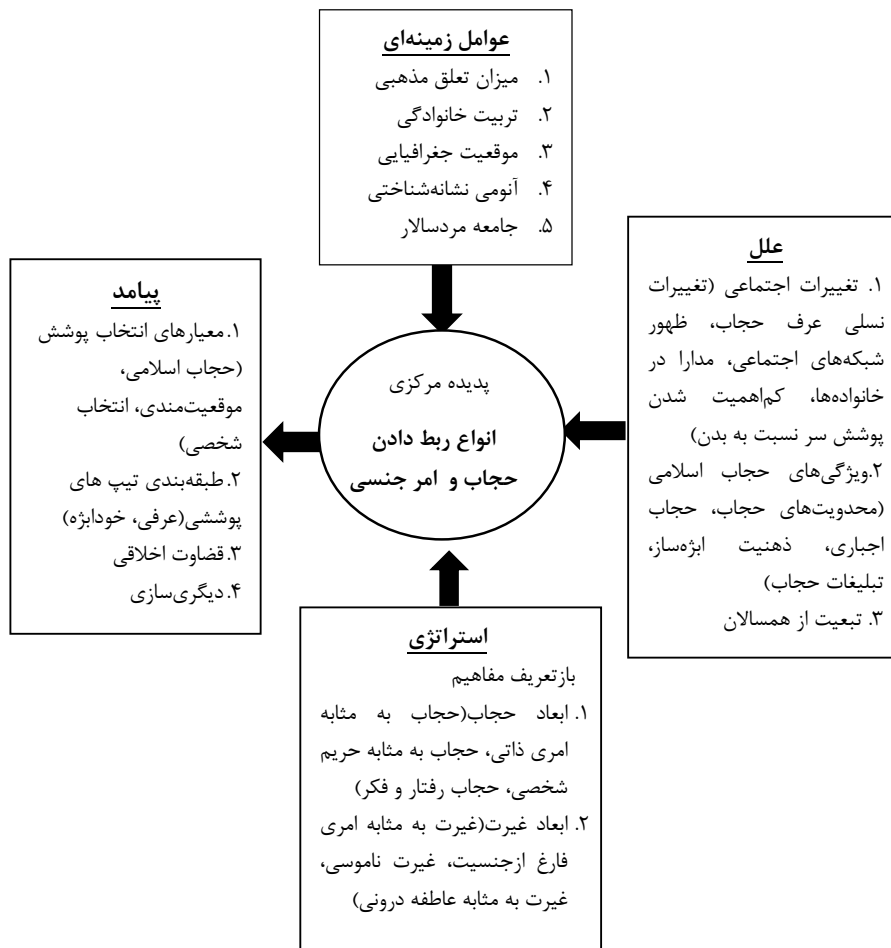 عوامل زمینه‌ای
۱. میزان تعلق مذهبی
۲. تربیت خانوادگی
۳. موقعیت جغرافیایی
۴. آنومی نشانه‌شناختی
۵. جامعه مردسالار
علل
۱. تغییرات اجتماعی (تغییرات
نسلی عرف حجاب، ظهور
شبکه‌های اجتماعی، مدارا در
خانواده‌ها، کم‌اهمیت شدن
پوشش سر نسبت به بدن)
۲.ویژگی‌های حجاب اسلامی
(محدویت‌های حجاب، حجاب
اجباری، ذهنیت ابژه‌ساز،
تبلیغات حجاب)
۳. تبعیت از همسالان
پدیده مرکزی
انواع ربط دادن
حجاب و امر جنسی
پیامد
۱.معیارهای انتخاب پوشش
(حجاب اسلامی،
موقعیت‌مندی، انتخاب
شخصی)
۲.طبقه‌بندی تیپ های
پوششی(عرفی، خودابژه)
۳.قضاوت اخلاقی
۴.دیگری‌سازی
استراتژی
بازتعریف مفاهیم
۱. ابعاد حجاب(حجاب به مثابه
امری ذاتی، حجاب به مثابه حریم
شخصی، حجاب رفتار و فکر)
۲. ابعاد غیرت(غیرت به مثابه امری
فارغ ازجنسیت، غیرت ناموسی،
غیرت به مثابه عاطفه درونی)